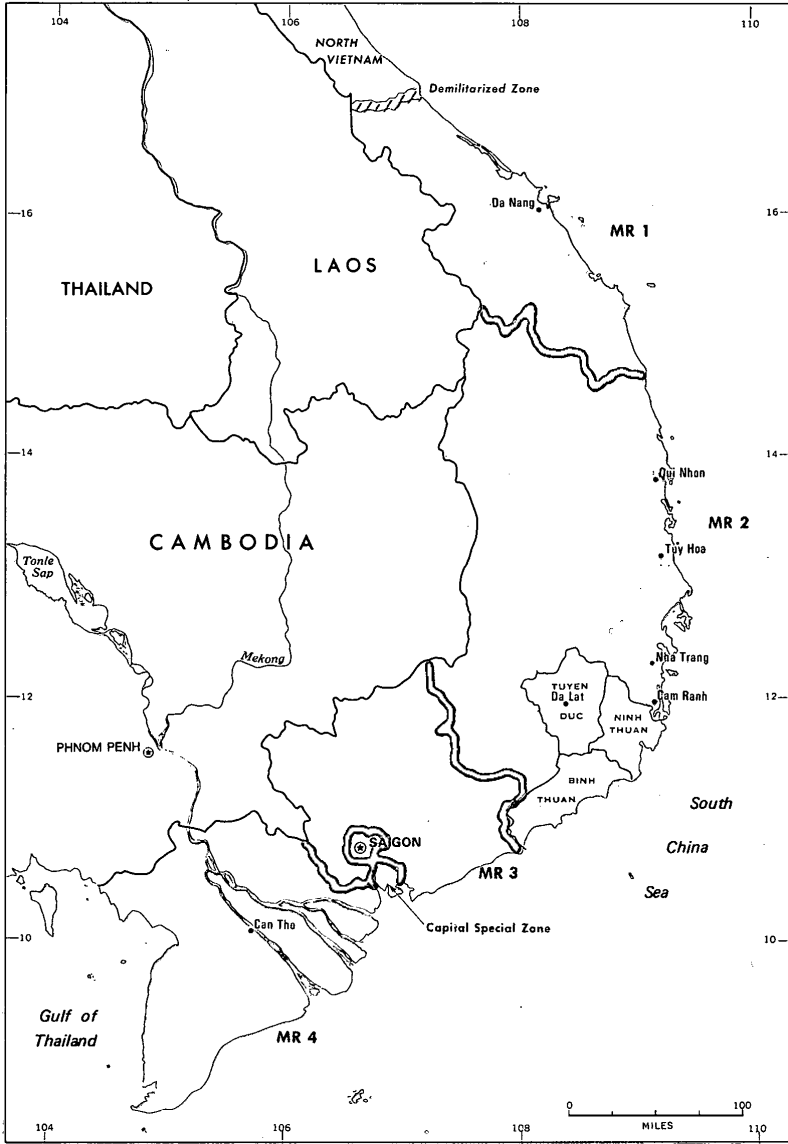 104
106
108
110
NORTH
VIETNAM
Demilitarized Zone
16
Da Nang
16
MR 1
LAOS
THAILAND
14
14
Qui Nhon
MR 2
CAMBODIA
Tuy Hoa
Tonle
Sap
Mekong
Nha Trang
12
TUYEN
Da Lat
DUC
Cam Ranh
12
NINH
THUAN
PHNOM PENH
BINH
THUAN
South
China
Sea
SAIGON
MR 3
Capital Special Zone
Can Tho
10
10
Gulf of
Thailand
MR 4
0
100
MILES
104
106
108
110